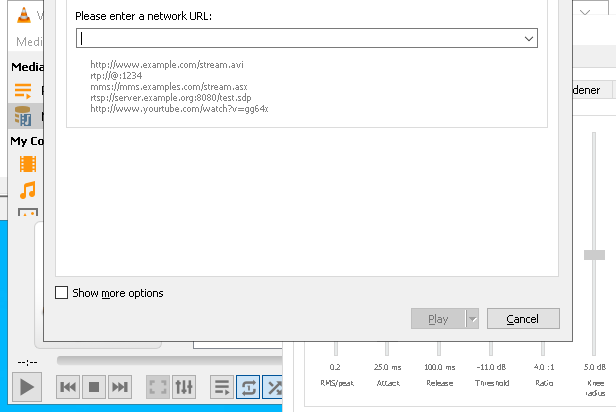 Please enter a network URL:
http://www.example.com/stream.avi
rtp://@:1234
mms://mms.examples.com/stream.asx
rtsp://server.example.org:8080/test.sdp
http://www.yourtube.com/watch?v=gg64x
Show more options
Play
Cancel
Media
My Co
dener
--:--
0.2
25.0 ms
100.0 ms
-11.0 dB
4.0 :1
5.0 dB
RMS/peak
Attack
Release
Threshold
Ratio
Knee
radius